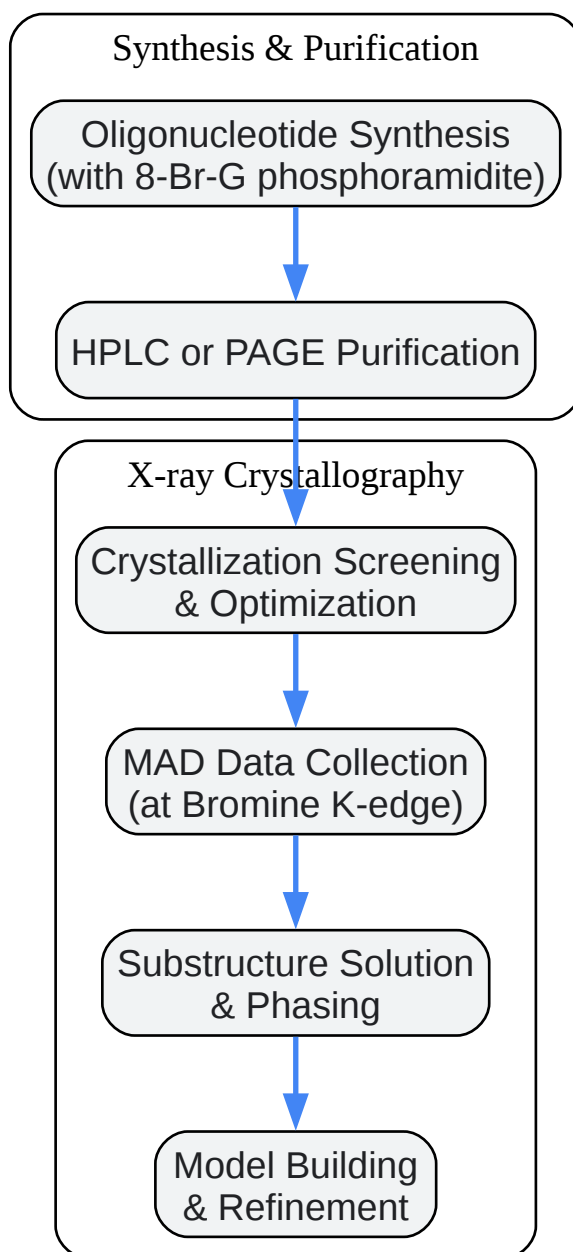 Synthesis & Purification
Oligonucleotide Synthesis
(with 8-Br-G phosphoramidite)
HPLC or PAGE Purification
X-ray Crystallography
Crystallization Screening
& Optimization
MAD Data Collection
(at Bromine K-edge)
Substructure Solution
& Phasing
Model Building
& Refinement